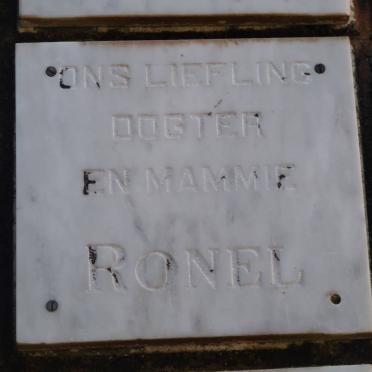 ONS LIEFLING
DOGTER
EN MAMMIE
RONEL